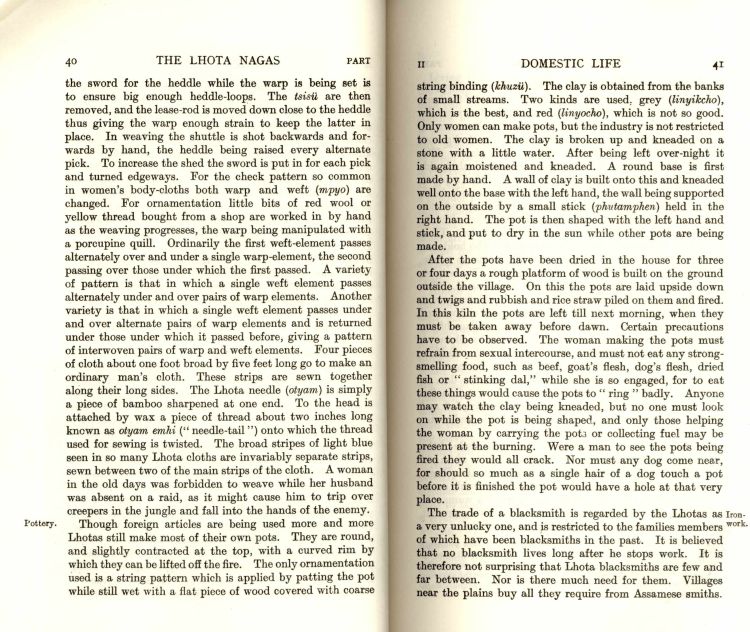 40 THE LHOTA NAGAS PART
the sword for the heddle while the warp is being set is
to ensure big enough heddle-loops. The tsisü are then
removed, and the lease-rod is moved down close to the heddle
thus giving the warp enough strain to keep the latter in
place. In weaving the shuttle is shot backwards and for-
wards by hand, the heddle being raised every alternate
pick. To increase the shed the sword is put in for each pick
and turned edgeways. For the check pattern so common
in women's body-cloths both warp and weft (mpyo) are
changed. For ornamentation little bits of red wool or
yellow thread bought from a shop are worked in by hand
as the weaving progresses, the warp being manipulated with
a porcupine quill. Ordinarily the first weft-element passes
alternately over and under a single warp-element, the second
passing over those under which the first passed. A variety
of pattern is that in which a single weft element passes
alternately under and over pairs of warp elements. Another
variety is that in which a single weft element passes under
and over alternate pairs of warp elements and is returned
under those under which it passed before, giving a pattern
of interwoven pairs of warp and weft elements. Four pieces
of cloth about one foot broad by five feet long go to make an
ordinary man's cloth. These strips are sewn together
along their long sides. The Lhota needle (otyam) is simply
a piece of bamboo sharpened at one end. To the head is
attached by wax a piece of thread about two inches long
known as otyam emhi ("needle-tail") onto which the thread
used for sewing is twisted. The broad stripes of light blue
seen in so many Lhota cloths are invariably separate strips,
sewn between two of the main strips of the cloth. A woman
in the old days was forbidden to weave while her husband
was absent on a raid, as it might cause him to trip over
creepers in the jungle and fall into the hands of the enemy.
Pottery. Though foreign articles are being used more and more
Lhotas still make most of their own pots. They are round,
and slightly contracted at the top, with a curved rim by
which they can be lifted off the fire. The only ornamentation
used is a string pattern which is applied by patting the pot
while still wet with a flat piece of wood covered with coarse
II DOMESTIC LIFE 41
string binding (khuzü). The clay is obtained from the banks
of small streams. Two kinds are used, grey (linyikcho),
which is the best, and red (linyocho), which is not so good.
Only women can make pots, but the industry is not restricted
to old women. The clay is broken up and kneaded on a
stone with a little water. After being left over-night it
is again moistened and kneaded. A round base is first
made by hand. A wall of clay is built onto this and kneaded
well onto the base with the left hand, the wall being supported
on the outside by a small stick (phutamphen) held in the
right hand. The pot is then shaped with the left hand and
stick, and put to dry in the sun while other pots are being
made.
After the pots have been dried in the house for three
or four days a rough platform of wood is built on the ground
outside the village. On this the pots are laid upside down
and twigs and rubbish and rice straw piled on them and fired.
In this kiln the pots are left till next morning, when they
must be taken away before dawn. Certain precautions
have to be observed. The woman making the pots must
refrain from sexual intercourse, and must not eat any strong-
smelling food, such as beef, goat's flesh, dog's flesh, dried
fish or "stinking dal," while she is so engaged, for to eat
these things would cause the pots to "ring" badly. Anyone
may watch the clay being kneaded, but no one must look
on while the pot is being shaped, and only those helping
the woman by carrying the pots or collecting fuel may be
present at the burning. Were a man to see the pots being
fired they would all crack. Nor must any dog come near,
for should so much as a single hair of a dog touch a pot
before it is finished the pot would have a hole at that very
place.
The trade of a blacksmith is regarded by the Lhotas as Iron-
a very unlucky one, and is restricted to the families members work.
of which have been blacksmiths in the past. It is believed
that no blacksmith lives long after he stops work. It is
therefore not surprising that Lhota blacksmiths are few and
far between. Nor is there much need for them. Villages
near the plains buy all they require from Assamese smiths.